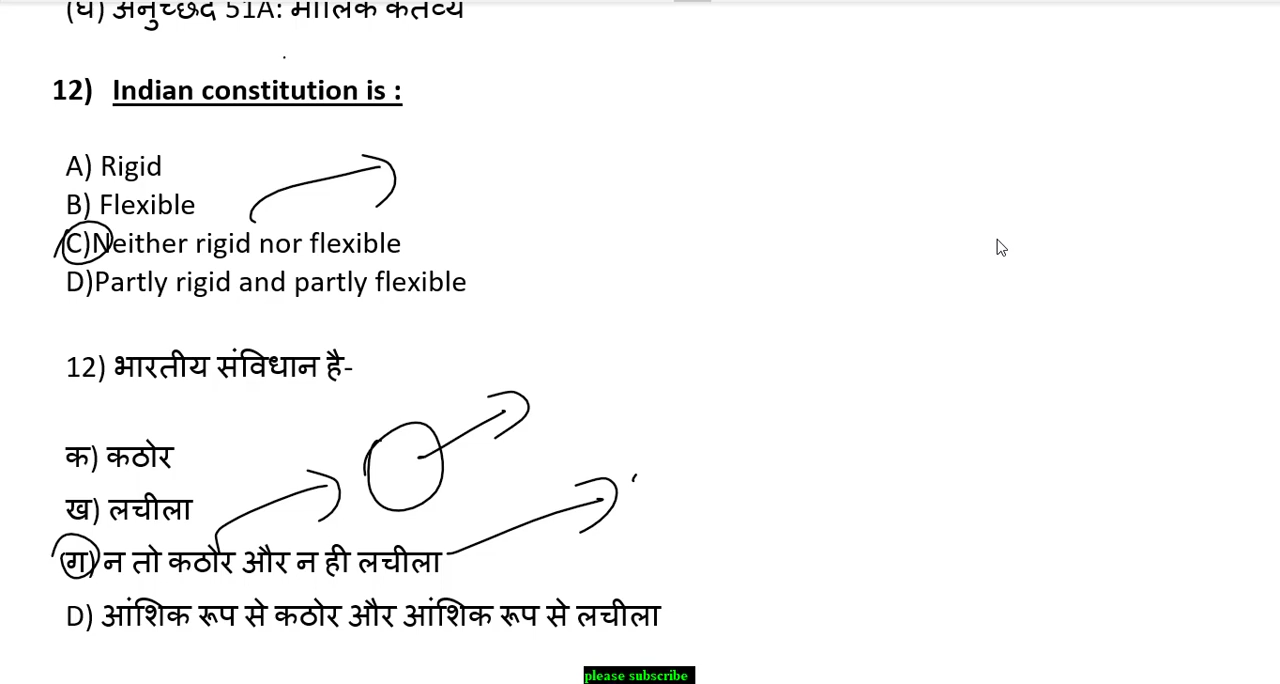 (घ) अनुच्छेद 51A: मौलिक कर्तव्य
12) Indian constitution is :
A) Rigid
B) Flexible
C)Neither rigid nor flexible
D)Partly rigid and partly flexible
12) भारतीय संविधान है-
क) कठोर
ख) लचीला
ग) न तो कठोर और न ही लचीला
D) आंशिक रूप से कठोर और आंशिक रूप से लचीला
please subscribe